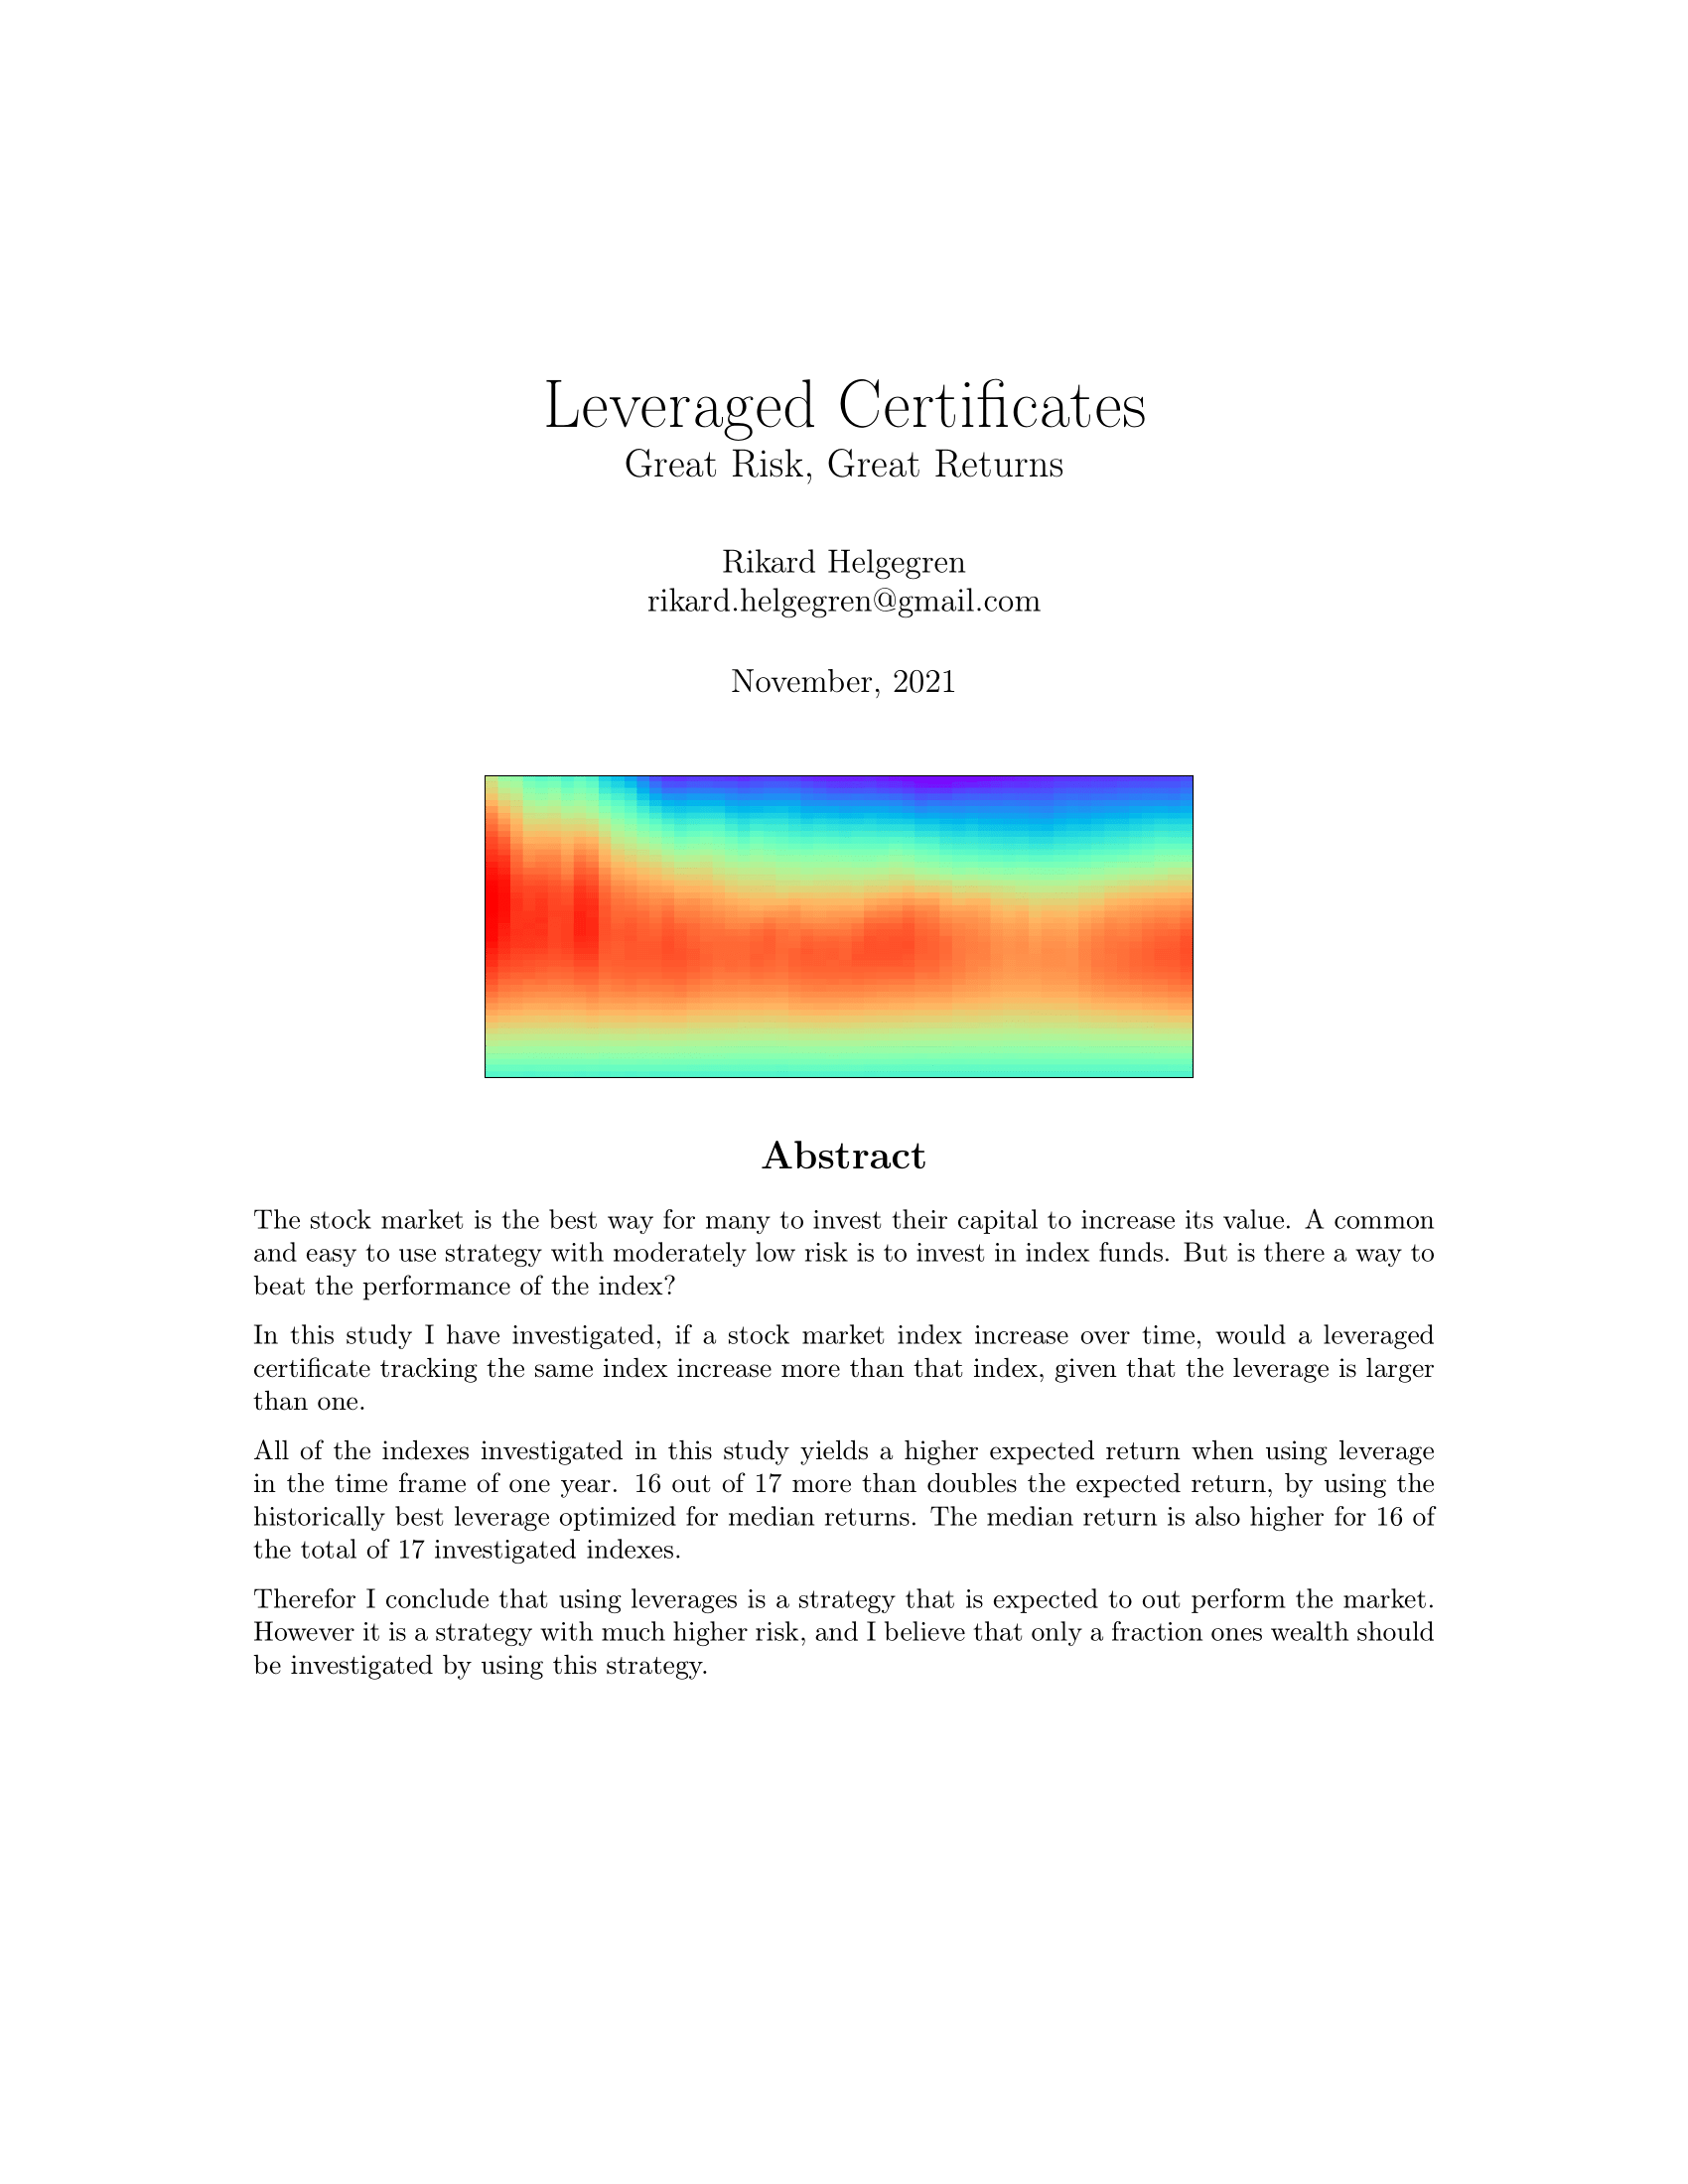 Leveraged Certificates
Great Risk, Great Returns
Rikard Helgegren
rikard.helgegren@gmail.com
November, 2021
Abstract
The stock market is the best way for many to invest their capital to increase its value. A common
and easy to use strategy with moderately low risk is to invest in index funds. But is there a way to
beat the performance of the index?
In this study I have investigated, if a stock market index increase over time, would a leveraged
certificate tracking the same index increase more than that index, given that the leverage is larger
than one.
All of the indexes investigated in this study yields a higher expected return when using leverage
in the time frame of one year. 16 out of 17 more than doubles the expected return, by using the
historically best leverage optimized for median returns. The median return is also higher for 16 of
the total of 17 investigated indexes.
Therefor I conclude that using leverages is a strategy that is expected to out perform the market.
However it is a strategy with much higher risk, and I believe that only a fraction ones wealth should
be investigated by using this strategy.